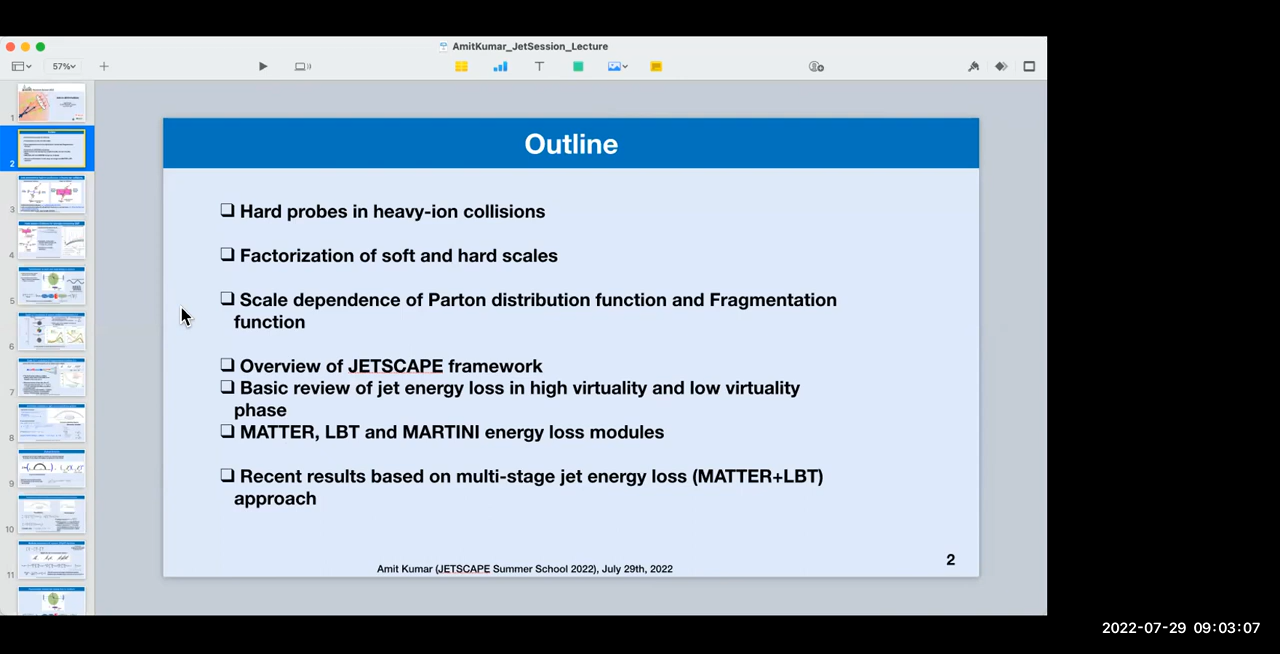 AmitKumar_JetSession_Lecture
57%
1
2
3
4
5
6
7
8
9
10
11
Outline
❑ Hard probes in heavy-ion collisions
❑ Factorization of soft and hard scales
❑ Scale dependence of Parton distribution function and Fragmentation
function
❑ Overview of JETSCAPE framework
❑ Basic review of jet energy loss in high virtuality and low virtuality
phase
❑ MATTER, LBT and MARTINI energy loss modules
❑ Recent results based on multi-stage jet energy loss (MATTER+LBT)
approach
2
Amit Kumar (JETSCAPE Summer School 2022), July 29th, 2022
2022-07-29 09:03:07